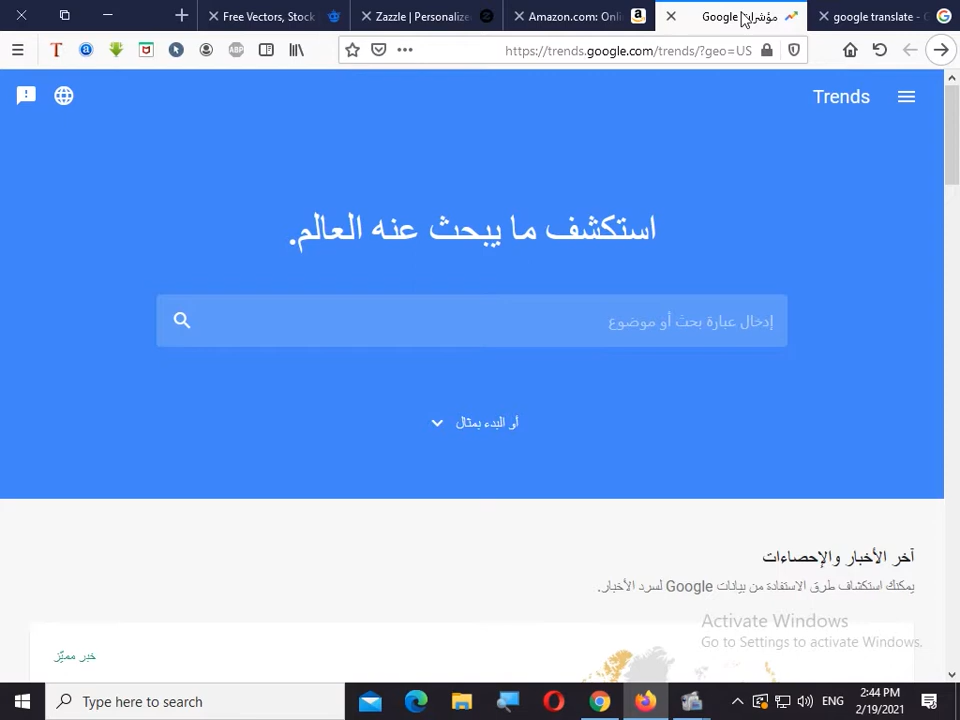 Free Vectors, Stock
Zazzle | Personalize
Amazon.com: Onli
Google مؤشرات
google translate - G
https://trends.google.com/trends/?geo=US
Trends
استكشف ما يبحث عنه العالم.
إدخال عبارة بحث أو موضوع
أو البدء بمثال
آخر الأخبار والإحصاءات
يمكنك استكشاف طرق الاستفادة من بيانات Google لسرد الأخبار.
خبر مميّز
Activate Windows
Go to Settings to activate Windows.
Type here to search
ENG
2:44 PM
2/19/2021